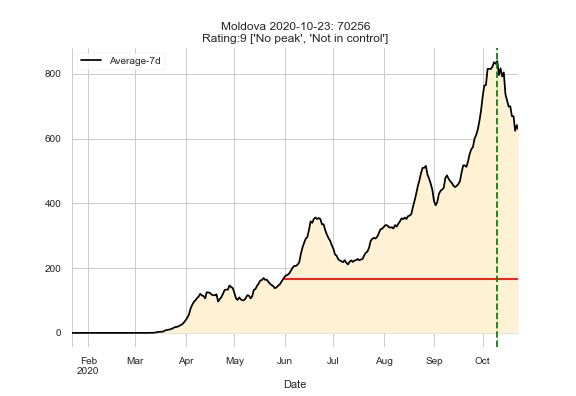 Moldova 2020-10-23: 70256
Rating:9 ['No peak', 'Not in control']
Average-7d
800
600
400
200
0
Feb Mar Apr May Jun Jul Aug Sep Oct
2020
Date